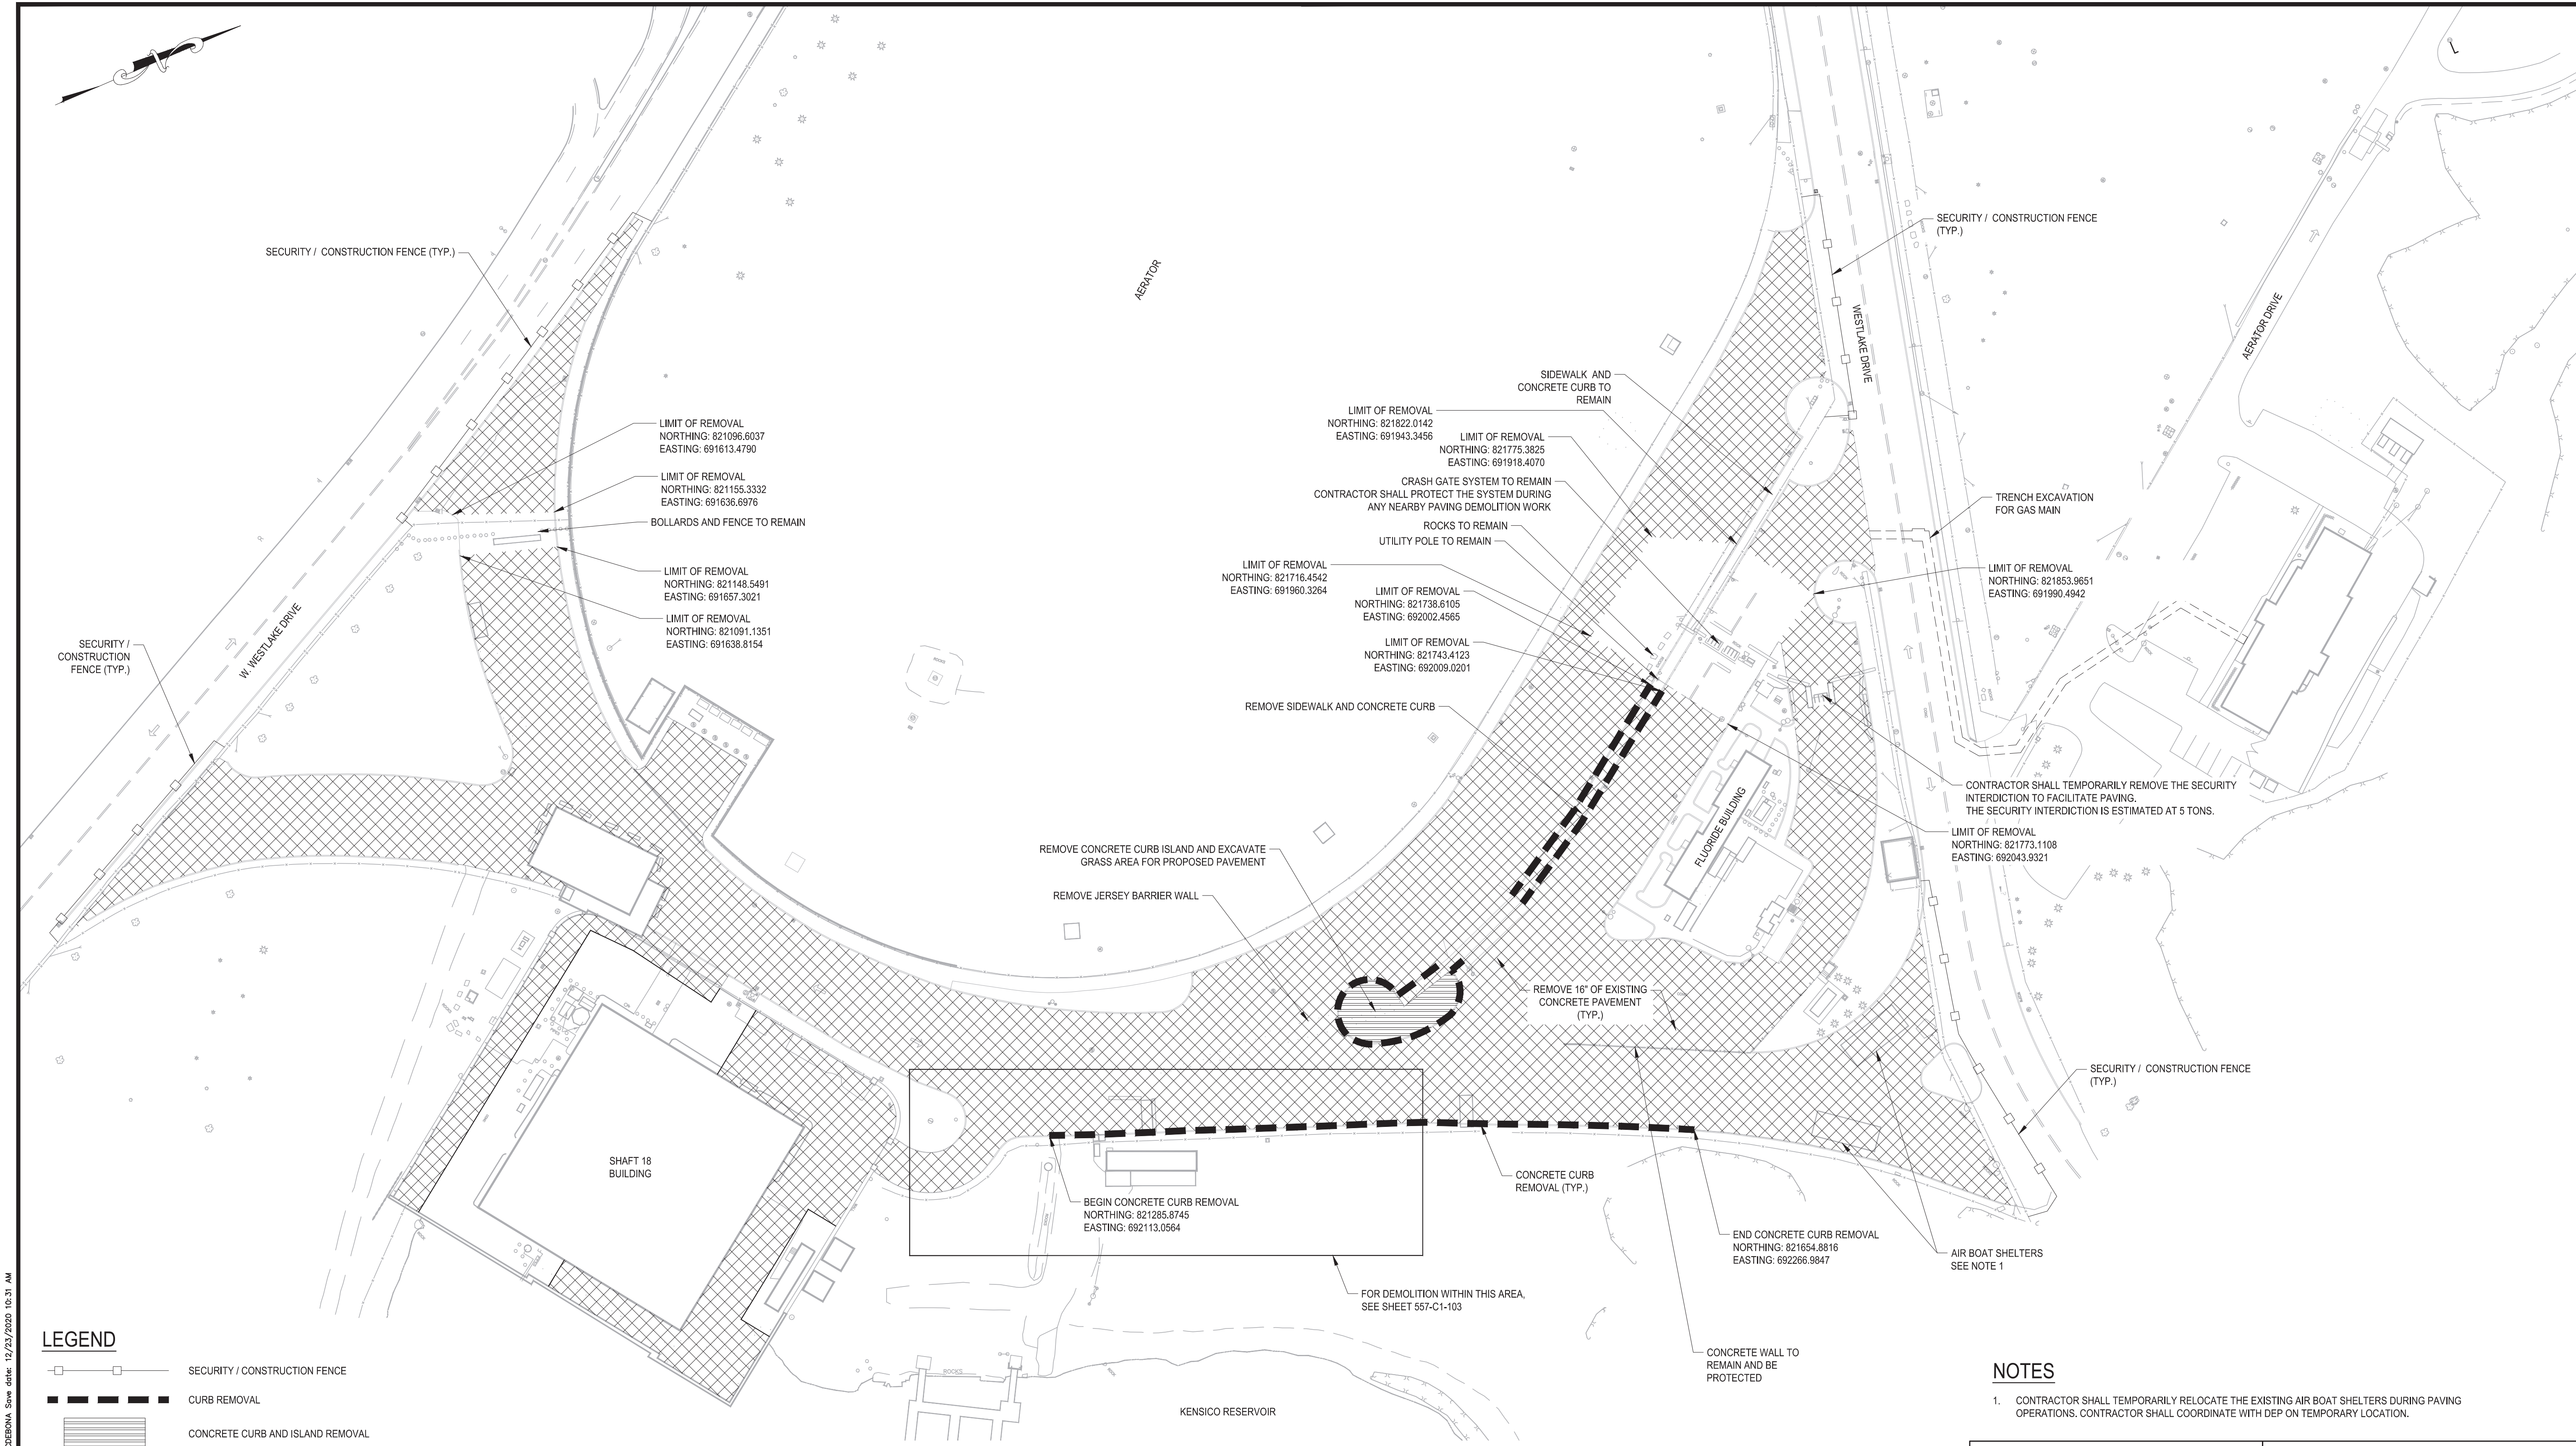 AERATOR
SECURITY / CONSTRUCTION FENCE (TYP.)
SECURITY / CONSTRUCTION FENCE
(TYP.)
WESTLAKE DRIVE
AERATOR DRIVE
LIMIT OF REMOVAL
NORTHING: 821096.6037
EASTING: 691613.4790
LIMIT OF REMOVAL
NORTHING: 821155.3332
EASTING: 691636.6976
BOLLARDS AND FENCE TO REMAIN
LIMIT OF REMOVAL
NORTHING: 821148.5491
EASTING: 691657.3021
LIMIT OF REMOVAL
NORTHING: 821091.1351
EASTING: 691638.8154
SECURITY /
CONSTRUCTION
FENCE (TYP.)
W. WESTLAKE DRIVE
SIDEWALK AND
CONCRETE CURB TO
REMAIN
LIMIT OF REMOVAL
NORTHING: 821822.0142
EASTING: 691943.3456
LIMIT OF REMOVAL
NORTHING: 821775.3825
EASTING: 691918.4070
CRASH GATE SYSTEM TO REMAIN
CONTRACTOR SHALL PROTECT THE SYSTEM DURING
ANY NEARBY PAVING DEMOLITION WORK
ROCKS TO REMAIN
UTILITY POLE TO REMAIN
LIMIT OF REMOVAL
NORTHING: 821716.4542
EASTING: 691960.3264
LIMIT OF REMOVAL
NORTHING: 821738.6105
EASTING: 692002.4565
LIMIT OF REMOVAL
NORTHING: 821743.4123
EASTING: 692009.0201
REMOVE SIDEWALK AND CONCRETE CURB
TRENCH EXCAVATION
FOR GAS MAIN
LIMIT OF REMOVAL
NORTHING: 821853.9651
EASTING: 691990.4942
CONTRACTOR SHALL TEMPORARILY REMOVE THE SECURITY
INTERDICTION TO FACILITATE PAVING.
THE SECURITY INTERDICTION IS ESTIMATED AT 5 TONS.
LIMIT OF REMOVAL
NORTHING: 821773.1108
EASTING: 692043.9321
FLUORIDE BUILDING
REMOVE CONCRETE CURB ISLAND AND EXCAVATE
GRASS AREA FOR PROPOSED PAVEMENT
REMOVE JERSEY BARRIER WALL
REMOVE 16" OF EXISTING
CONCRETE PAVEMENT
(TYP.)
SECURITY / CONSTRUCTION FENCE
(TYP.)
SHAFT 18
BUILDING
BEGIN CONCRETE CURB REMOVAL
NORTHING: 821285.8745
EASTING: 692113.0564
CONCRETE CURB
REMOVAL (TYP.)
END CONCRETE CURB REMOVAL
NORTHING: 821654.8816
EASTING: 692266.9847
AIR BOAT SHELTERS
SEE NOTE 1
FOR DEMOLITION WITHIN THIS AREA,
SEE SHEET 557-C1-103
CONCRETE WALL TO
REMAIN AND BE
PROTECTED
ROCKS
KENSICO RESERVOIR
LEGEND
SECURITY / CONSTRUCTION FENCE
CURB REMOVAL
CONCRETE CURB AND ISLAND REMOVAL
NOTES
1. CONTRACTOR SHALL TEMPORARILY RELOCATE THE EXISTING AIR BOAT SHELTERS DURING PAVING
OPERATIONS. CONTRACTOR SHALL COORDINATE WITH DEP ON TEMPORARY LOCATION.
CDEBONA Save date: 12/23/2020 10:31 AM